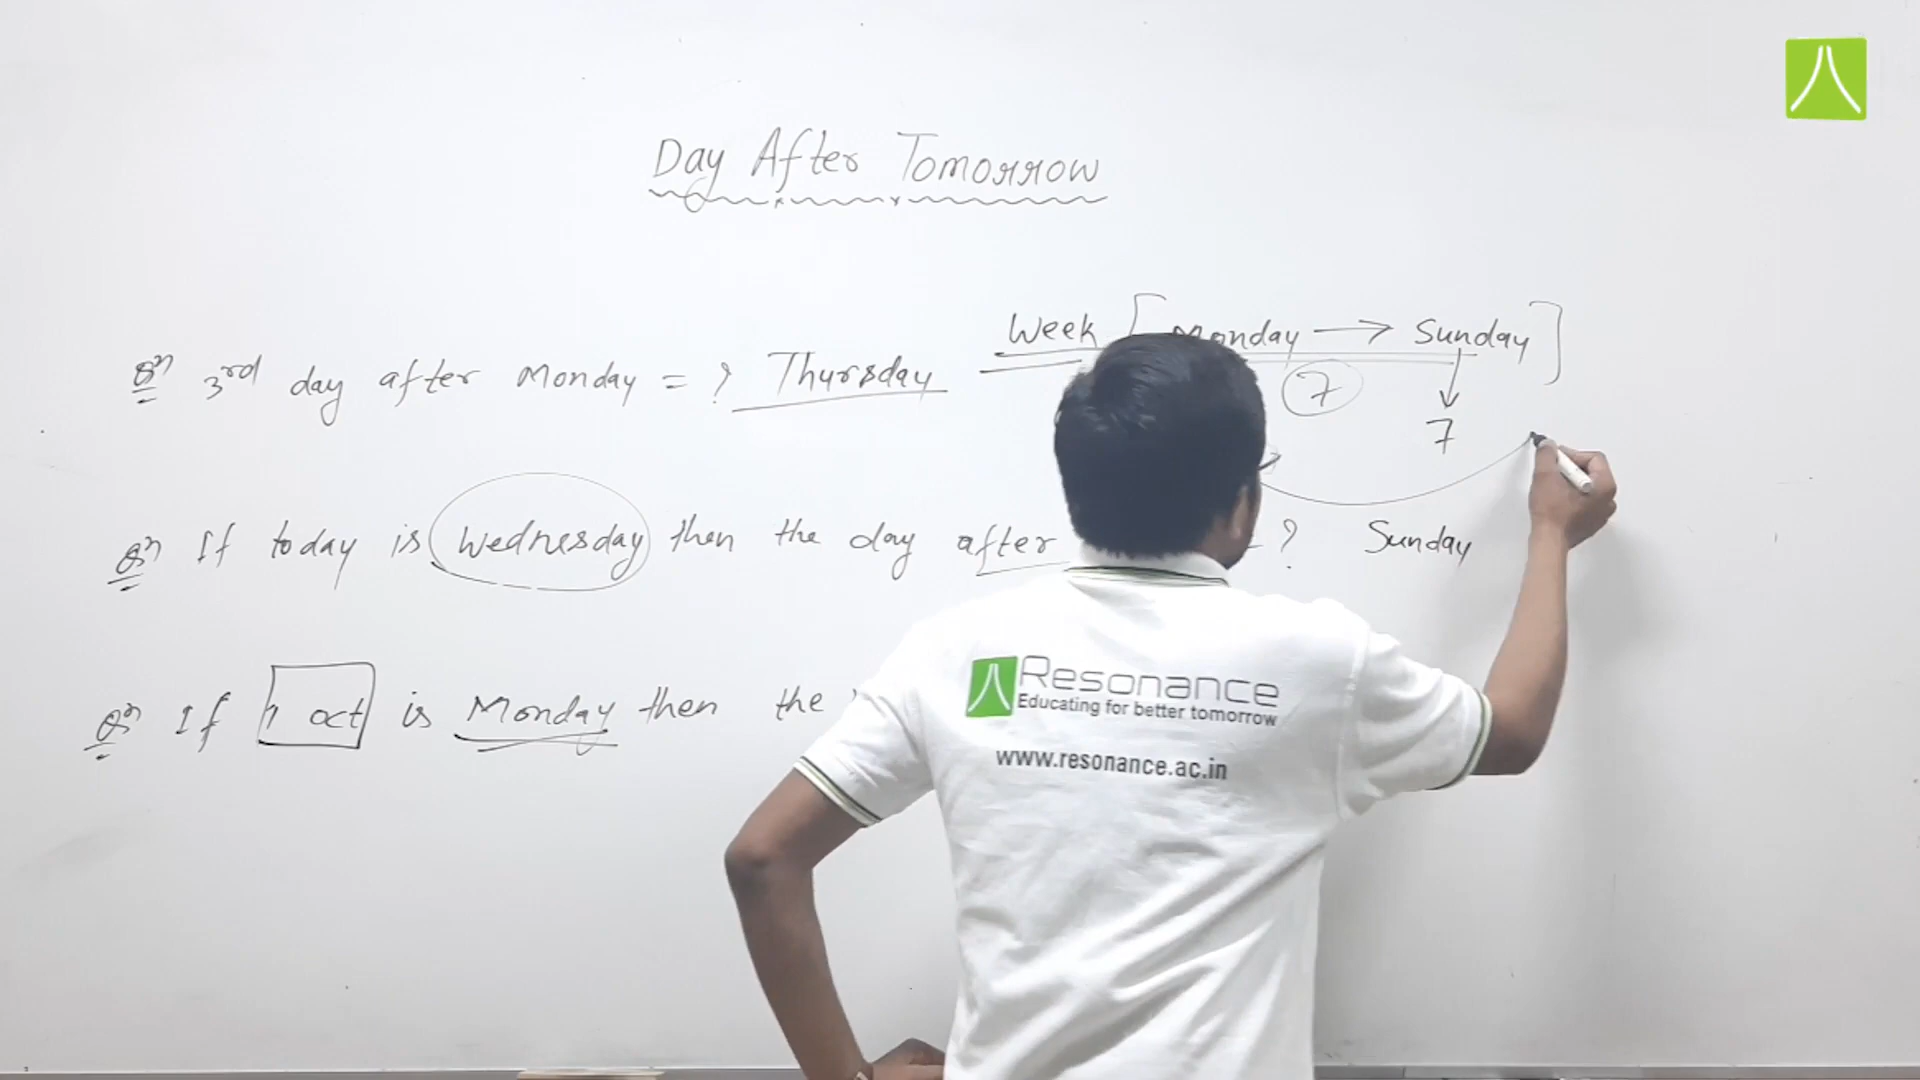 Day After Tomorrow
Week [Monday → Sunday]
Qn 3rd day after Monday = ? Thursday
7
7
Qn If today is Wednesday then the day after ? Sunday
Qn If 1 oct is Monday then the
Resonance
Educating for better tomorrow
www.resonance.ac.in